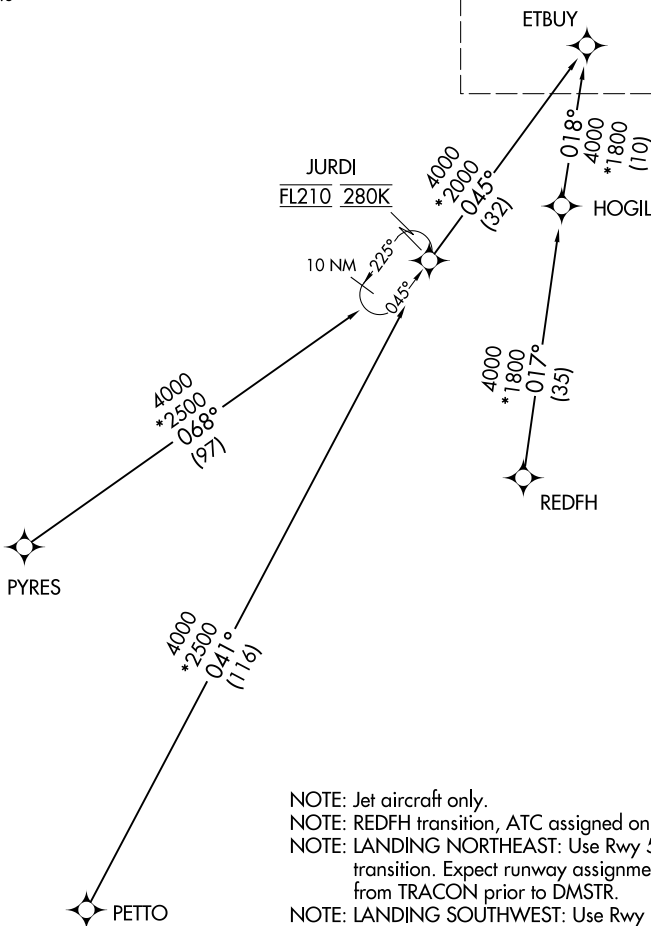 ETBUY
018°
4000
*1800
(10)
4000
*2000
045°
(32)
JURDI
FL210 280K
HOGIL
10 NM
225°
045°
4000
*1800
017°
(35)
4000
*2500
068°
(97)
REDFH
PYRES
4000
*2500
041°
(116)
NOTE: Jet aircraft only.
NOTE: REDFH transition, ATC assigned on
NOTE: LANDING NORTHEAST: Use Rwy 5
transition. Expect runway assignme
from TRACON prior to DMSTR.
PETTO
NOTE: LANDING SOUTHWEST: Use Rwy